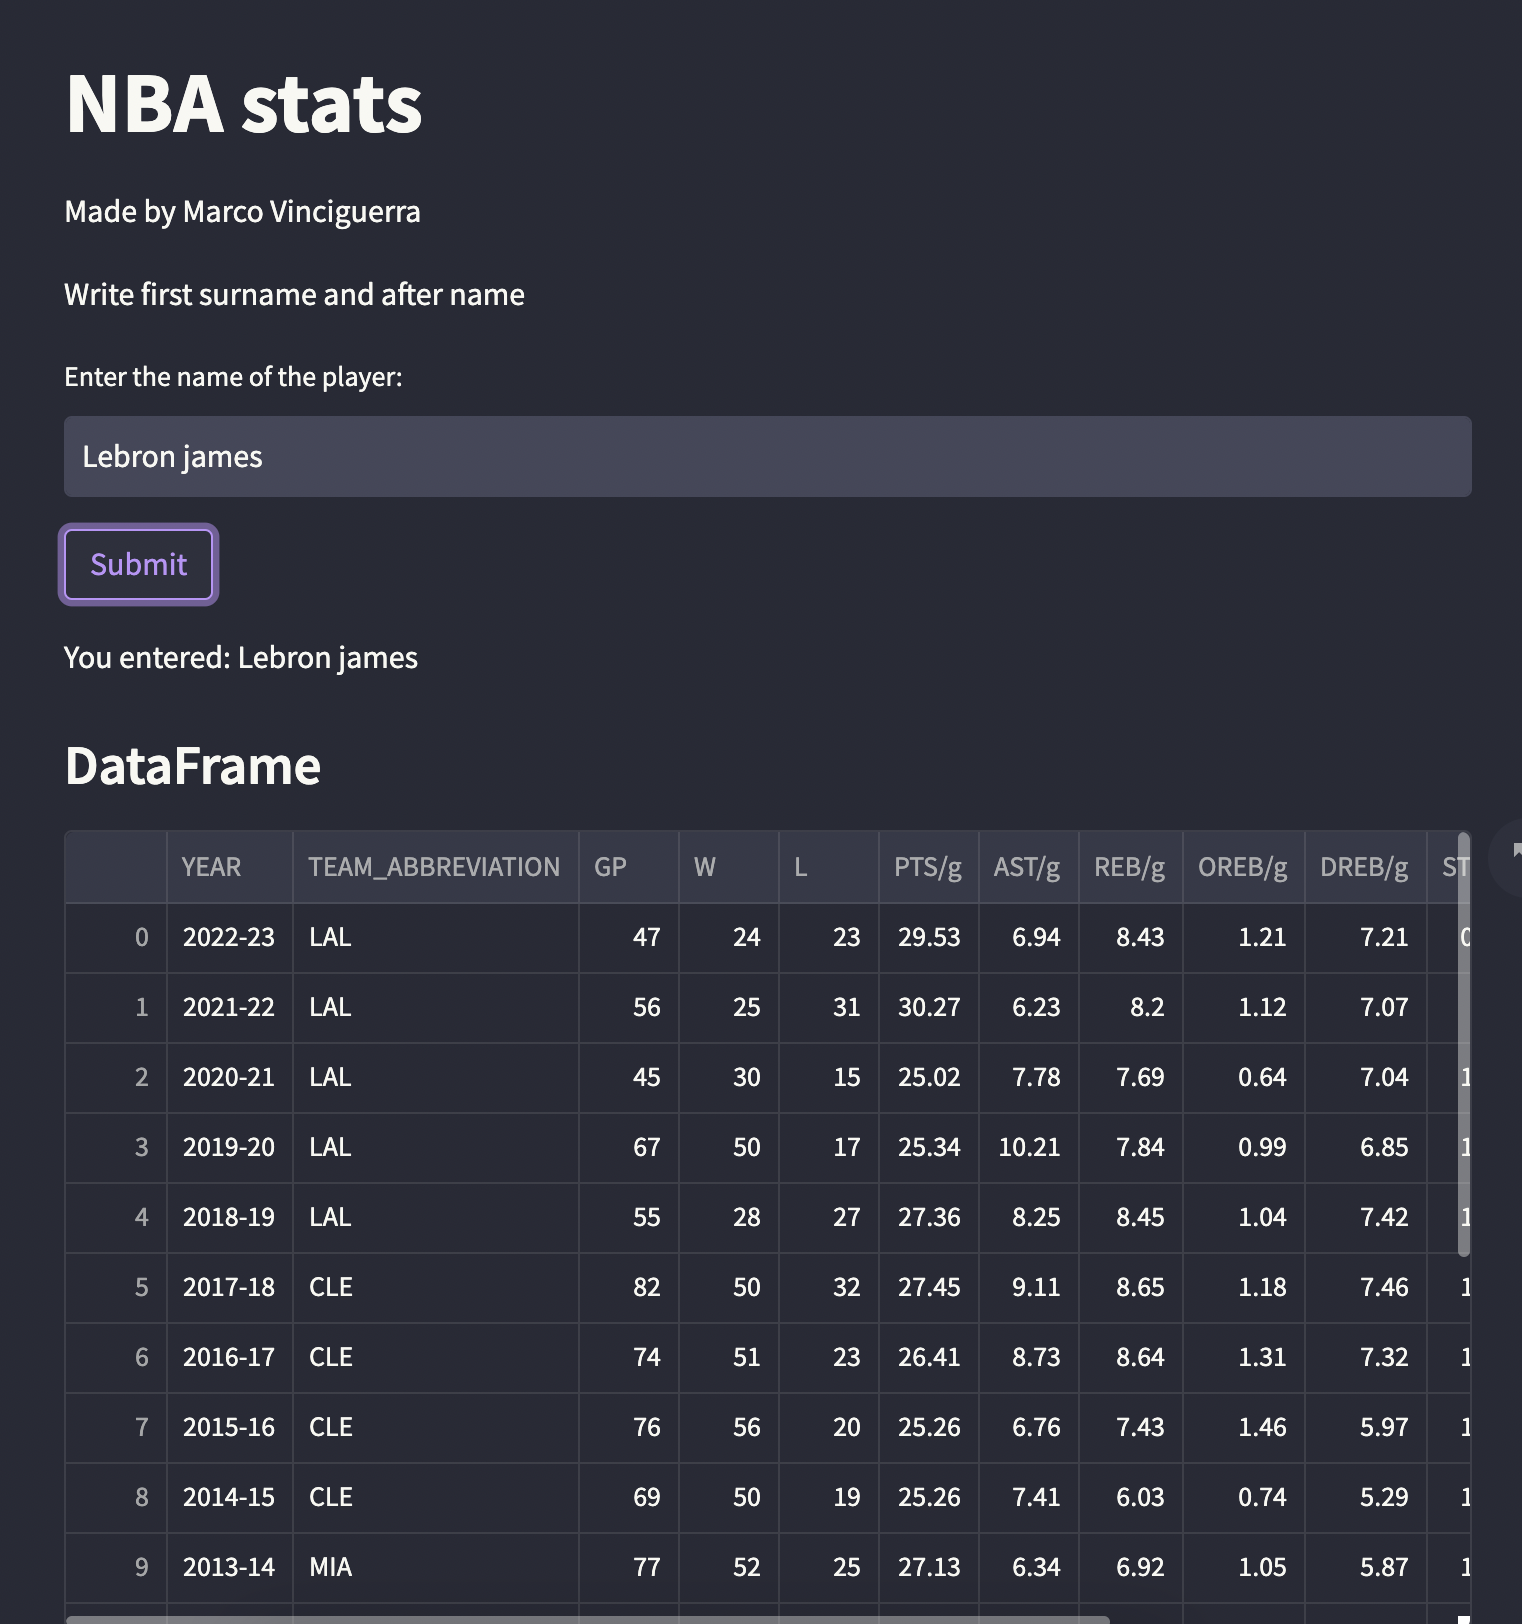 NBA stats
Made by Marco Vinciguerra
Write first surname and after name
Enter the name of the player:
Lebron james
Submit
You entered: Lebron james
DataFrame
YEAR TEAM_ABBREVIATION GP W L PTS/g AST/g REB/g OREB/g DREB/g ST
0 2022-23 LAL 47 24 23 29.53 6.94 8.43 1.21 7.21 0
1 2021-22 LAL 56 25 31 30.27 6.23 8.2 1.12 7.07
2 2020-21 LAL 45 30 15 25.02 7.78 7.69 0.64 7.04 1
3 2019-20 LAL 67 50 17 25.34 10.21 7.84 0.99 6.85 1
4 2018-19 LAL 55 28 27 27.36 8.25 8.45 1.04 7.42 1
5 2017-18 CLE 82 50 32 27.45 9.11 8.65 1.18 7.46 1
6 2016-17 CLE 74 51 23 26.41 8.73 8.64 1.31 7.32 1
7 2015-16 CLE 76 56 20 25.26 6.76 7.43 1.46 5.97 1
8 2014-15 CLE 69 50 19 25.26 7.41 6.03 0.74 5.29 1
9 2013-14 MIA 77 52 25 27.13 6.34 6.92 1.05 5.87 1